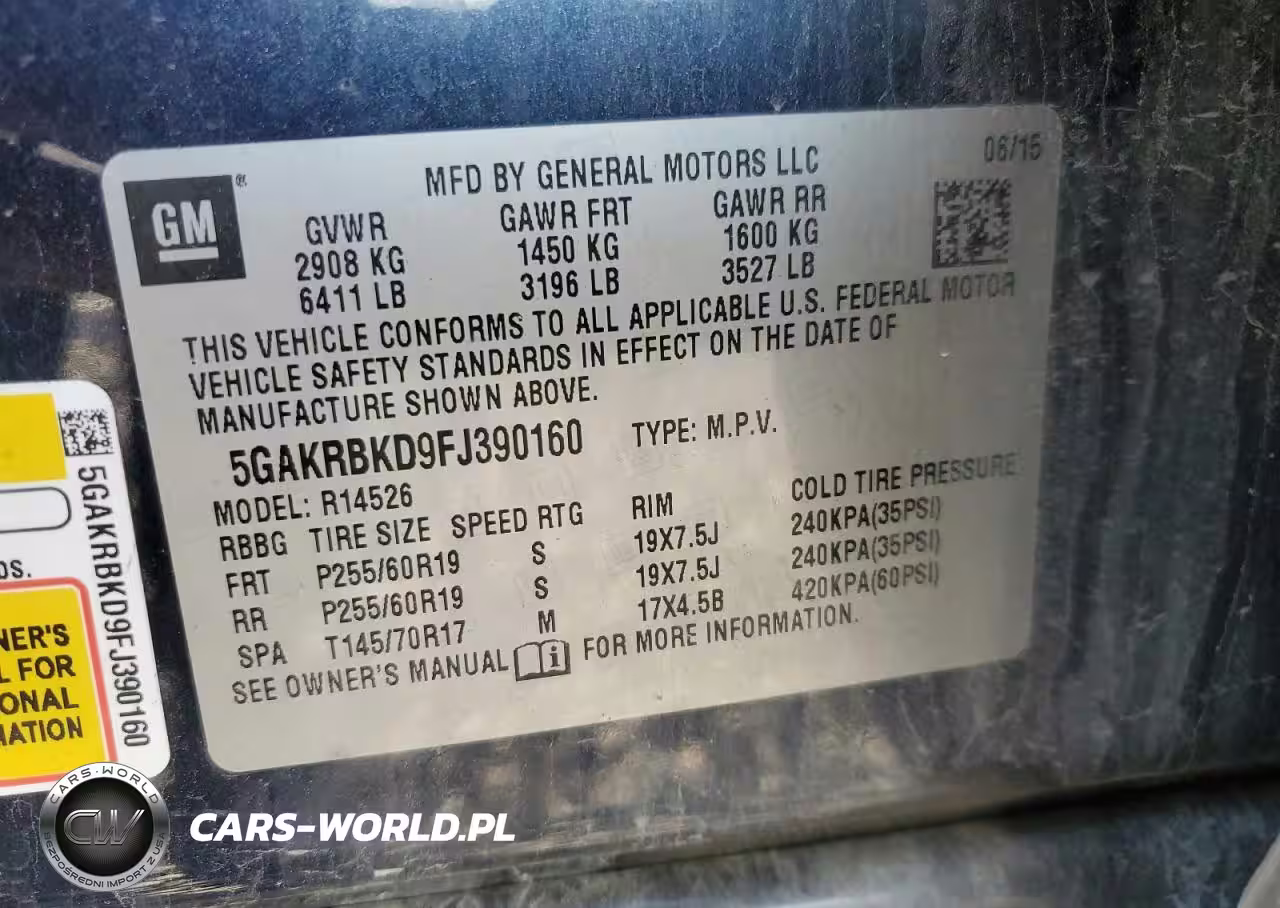 MFD BY GENERAL MOTORS LLC
06/15
GM ®
GVWR GAWR FRT GAWR RR
2908 KG 1450 KG 1600 KG
6411 LB 3196 LB 3527 LB
THIS VEHICLE CONFORMS TO ALL APPLICABLE U.S. FEDERAL MOTOR
VEHICLE SAFETY STANDARDS IN EFFECT ON THE DATE OF
MANUFACTURE SHOWN ABOVE.
5GAKRBKD9FJ390160 TYPE: M.P.V.
MODEL: R14526
RBBG TIRE SIZE SPEED RTG RIM COLD TIRE PRESSURE
FRT P255/60R19 S 19X7.5J 240KPA(35PSI)
RR P255/60R19 S 19X7.5J 240KPA(35PSI)
SPA T145/70R17 M 17X4.5B 420KPA(60PSI)
SEE OWNER'S MANUAL FOR MORE INFORMATION.
5GAKRBKD9FJ390160
OS.
NER'S
L FOR
ONAL
MATION
CARS-WORLD
CW
BEZPOŚREDNI IMPORT Z USA
CARS-WORLD.PL